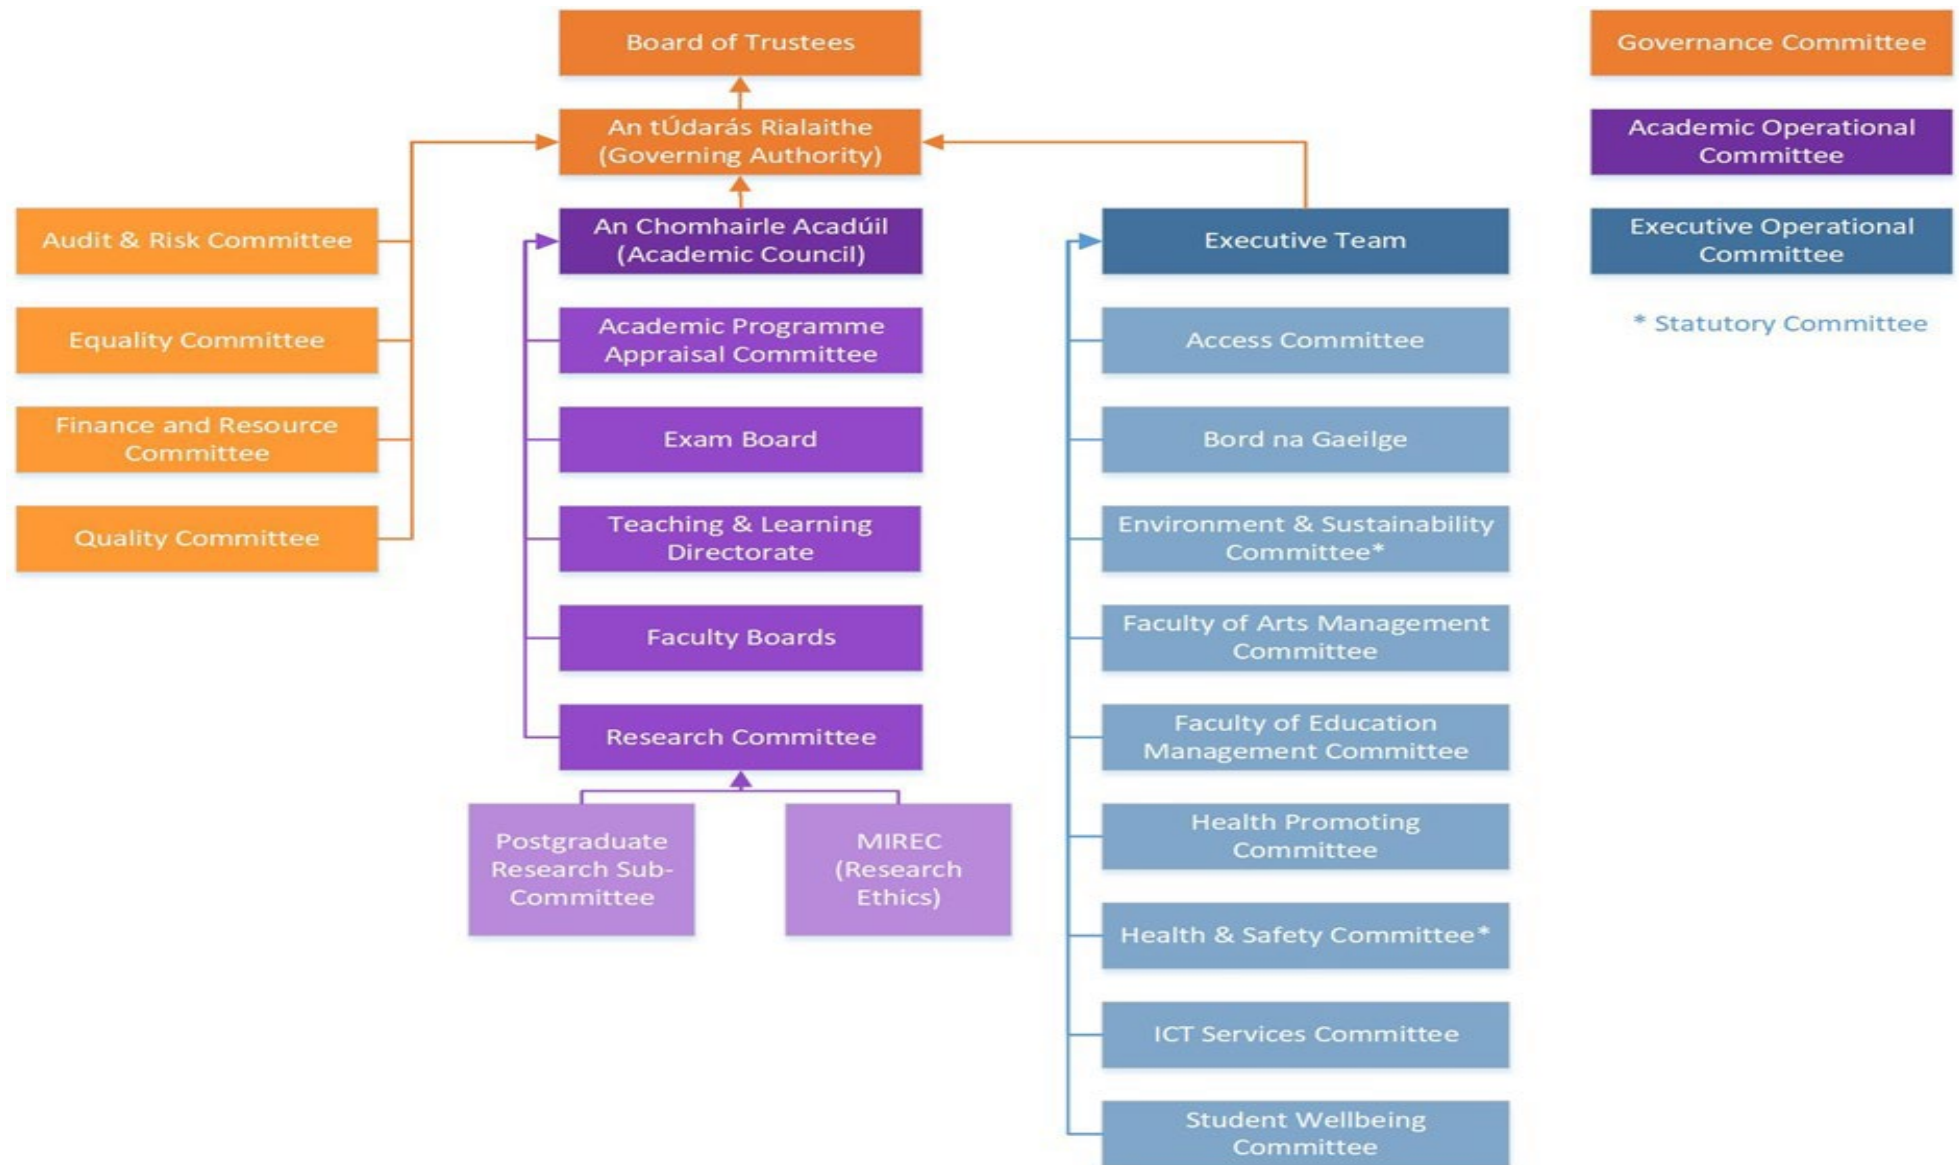 Board of Trustees
An tÚdarás Rialaithe
(Governing Authority)
Audit & Risk Committee
Equality Committee
Finance and Resource
Committee
Quality Committee
An Chomhairle Acadúil
(Academic Council)
Academic Programme
Appraisal Committee
Exam Board
Teaching & Learning
Directorate
Faculty Boards
Research Committee
Postgraduate
Research Sub-
Committee
MIREC
(Research
Ethics)
Executive Team
Access Committee
Bord na Gaeilge
Environment & Sustainability
Committee*
Faculty of Arts Management
Committee
Faculty of Education
Management Committee
Health Promoting
Committee
Health & Safety Committee*
ICT Services Committee
Student Wellbeing
Committee
Governance Committee
Academic Operational
Committee
Executive Operational
Committee
* Statutory Committee